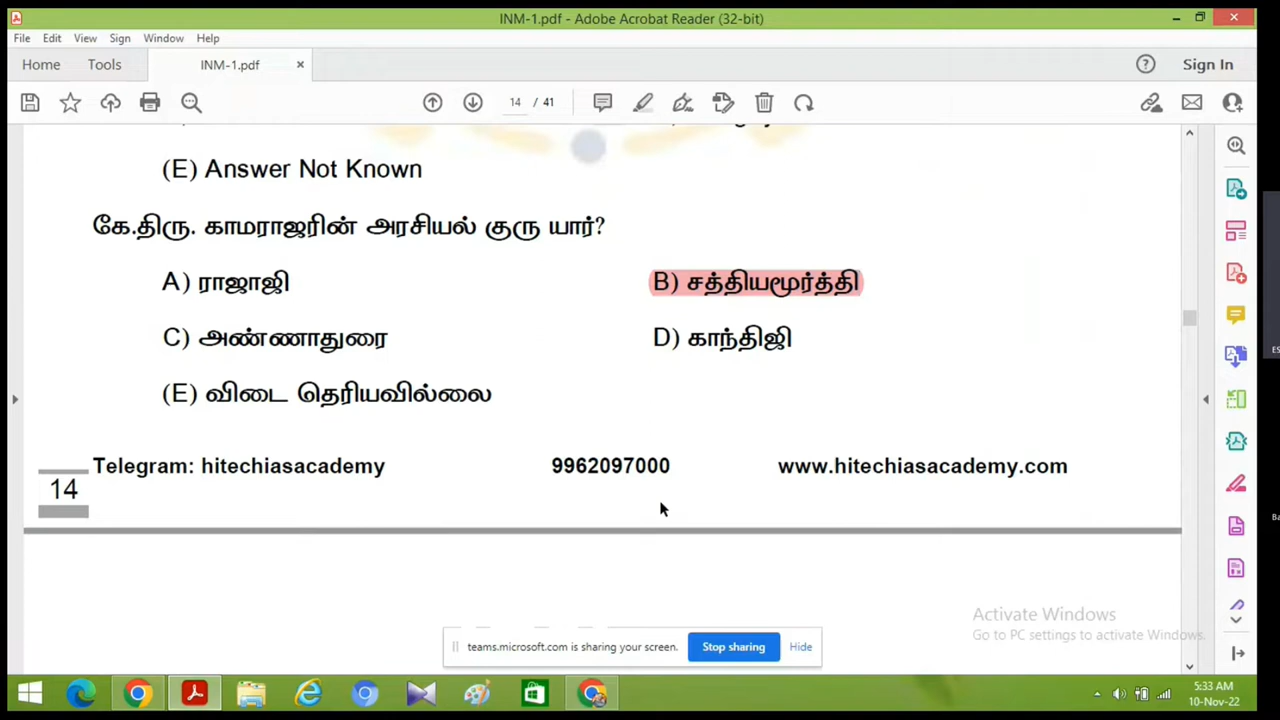 INM-1.pdf - Adobe Acrobat Reader (32-bit)
File Edit View Sign Window Help
Home Tools INM-1.pdf × Sign In
14 / 41
(E) Answer Not Known
கே.திரு. காமராஜரின் அரசியல் குரு யார்?
A) ராஜாஜி B) சத்தியமூர்த்தி
C) அண்ணாதுரை D) காந்திஜி
(E) விடை தெரியவில்லை
Telegram: hitechiasacademy 9962097000 www.hitechiasacademy.com
14
Activate Windows
Go to PC settings to activate Windows.
teams.microsoft.com is sharing your screen. Stop sharing Hide
5:33 AM
10-Nov-22